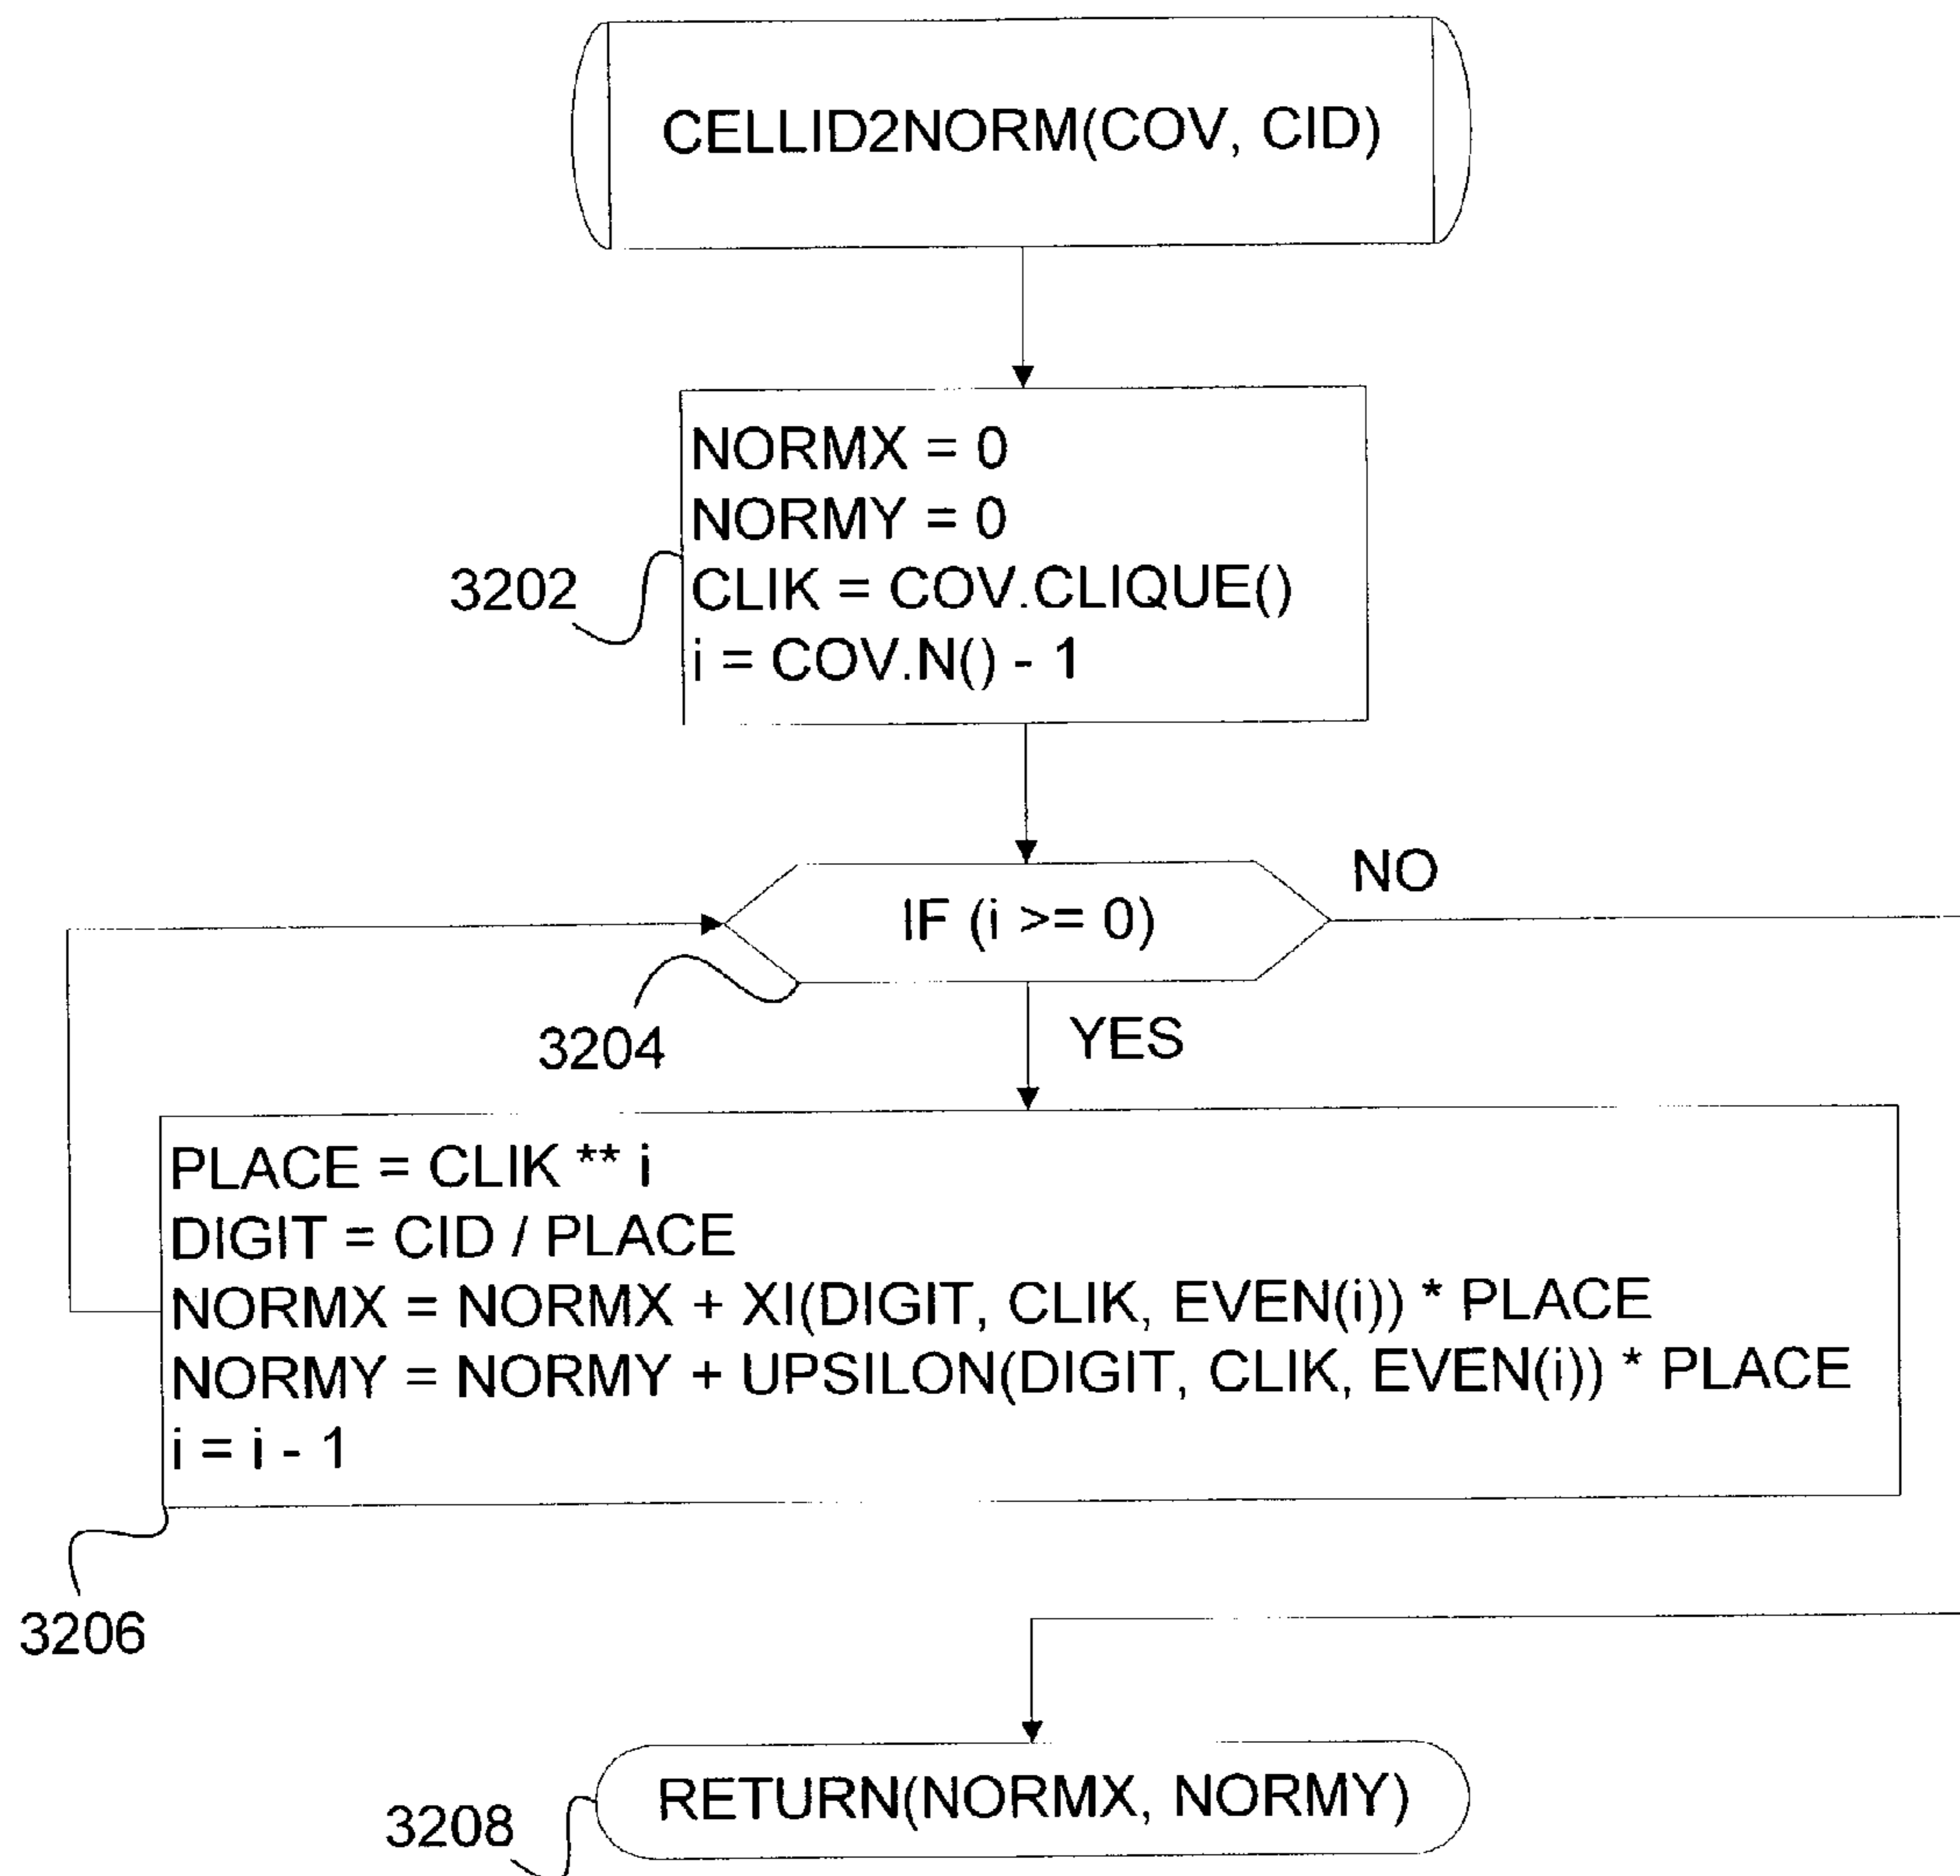 CELLID2NORM(COV, CID)
NORMX = 0
NORMY = 0
CLIK = COV.CLIQUE()
i = COV.N() - 1
3202
IF (i >= 0)
NO
3204
YES
PLACE = CLIK ** i
DIGIT = CID / PLACE
NORMX = NORMX + XI(DIGIT, CLIK, EVEN(i)) * PLACE
NORMY = NORMY + UPSILON(DIGIT, CLIK, EVEN(i)) * PLACE
i = i - 1
3206
RETURN(NORMX, NORMY)
3208